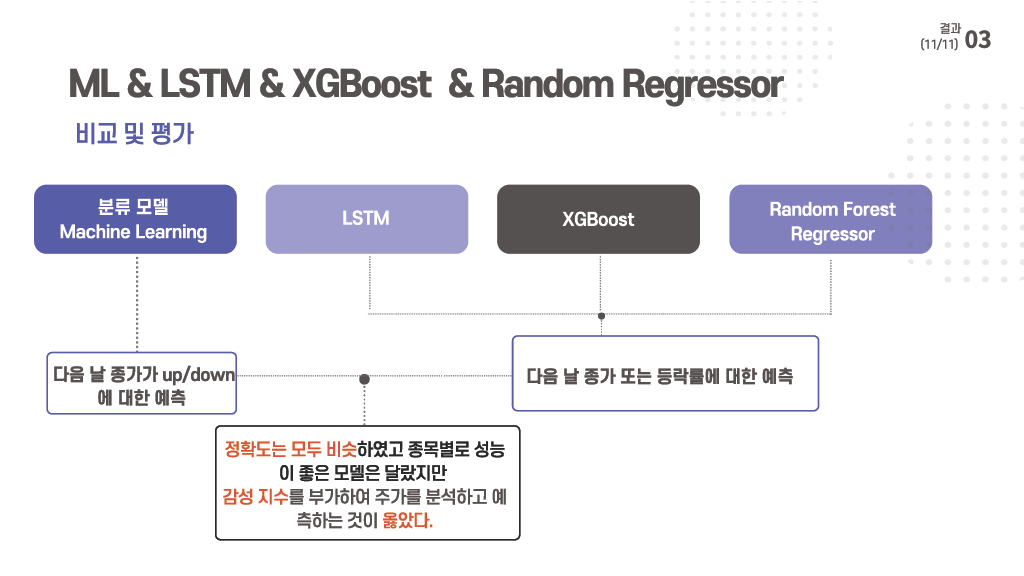 결과
(11/11) 03
ML & LSTM & XGBoost & Random Regressor
비교 및 평가
분류 모델
Machine Learning
LSTM
XGBoost
Random Forest
Regressor
다음 날 종가가 up/down
에 대한 예측
다음 날 종가 또는 등락률에 대한 예측
정확도는 모두 비슷하였고 종목별로 성능
이 좋은 모델은 달랐지만
감성 지수를 부가하여 주가를 분석하고 예
측하는 것이 옳았다.